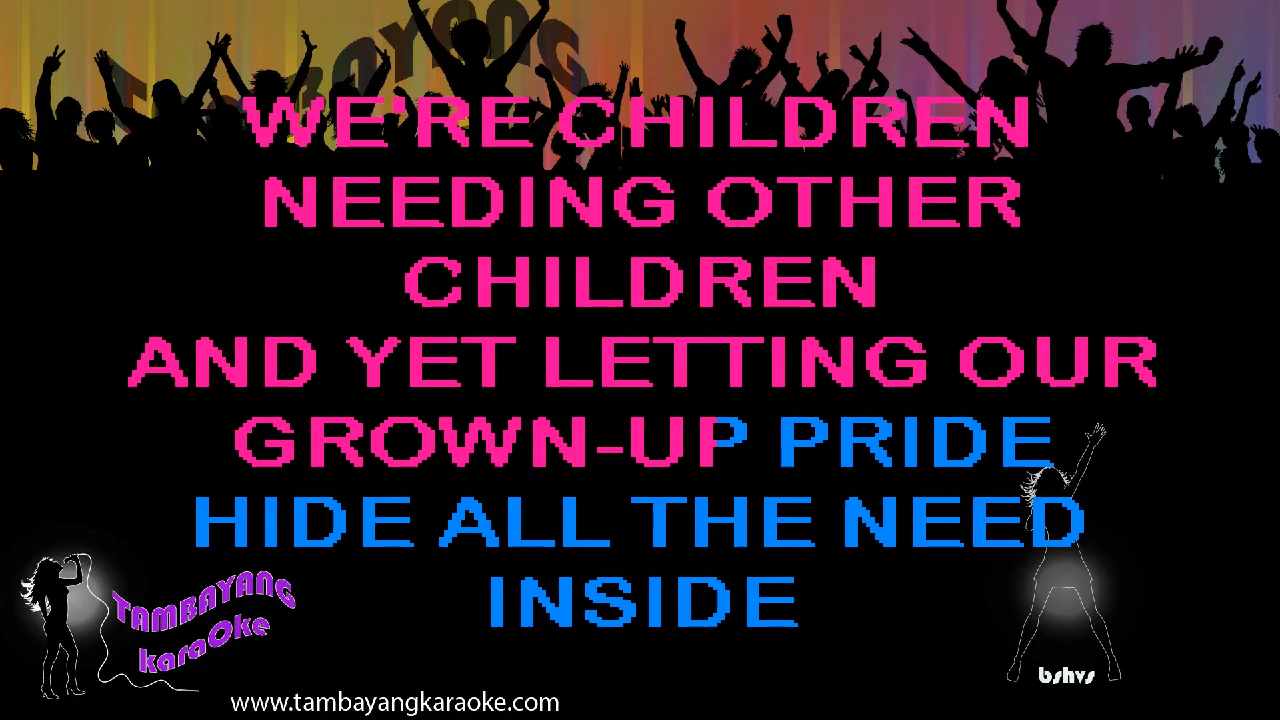 TAMBAYANG
WE'RE CHILDREN
NEEDING OTHER
CHILDREN
AND YET LETTING OUR
GROWN-UP PRIDE
HIDE ALL THE NEED
INSIDE
TAMBAYANG
karaOke
bshvs
www.tambayangkaraoke.com